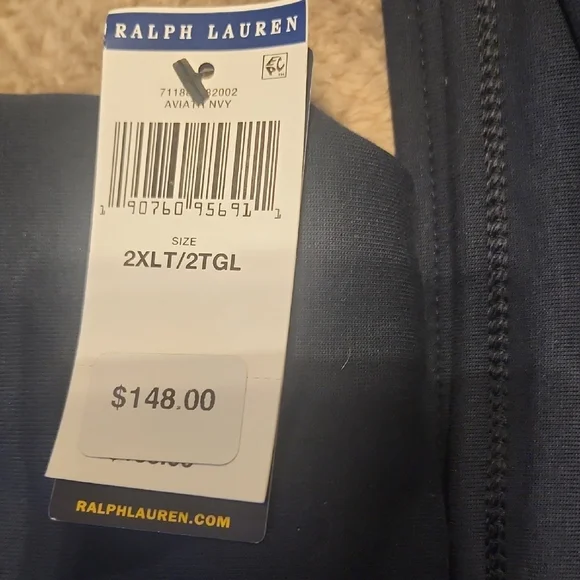 RALPH LAUREN
AVIATR NVY
1 90760 95691 1
SIZE
2XLT/2TGL
$148.00
RALPHLAUREN.COM